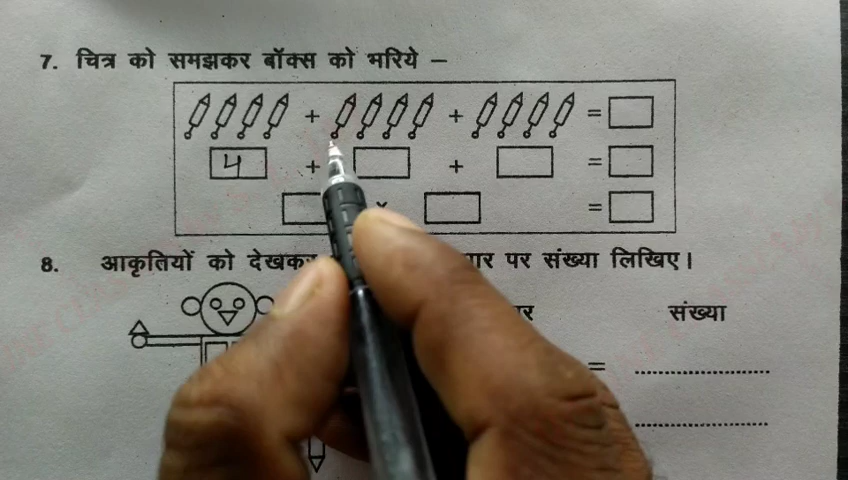 7. चित्र को समझकर बॉक्स को भरिये –
+ + =
4 + + =
× =
8. आकृतियों को देखकर पर संख्या लिखिए।
संख्या
= ....................
....................